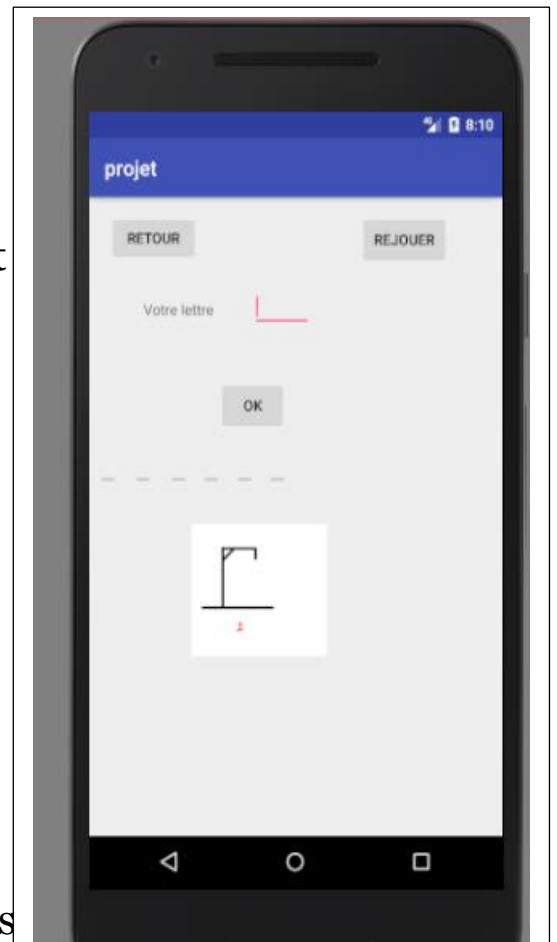 8:10
projet
t
RETOUR
REJOUER
Votre lettre
OK
_ _ _ _ _ _
s